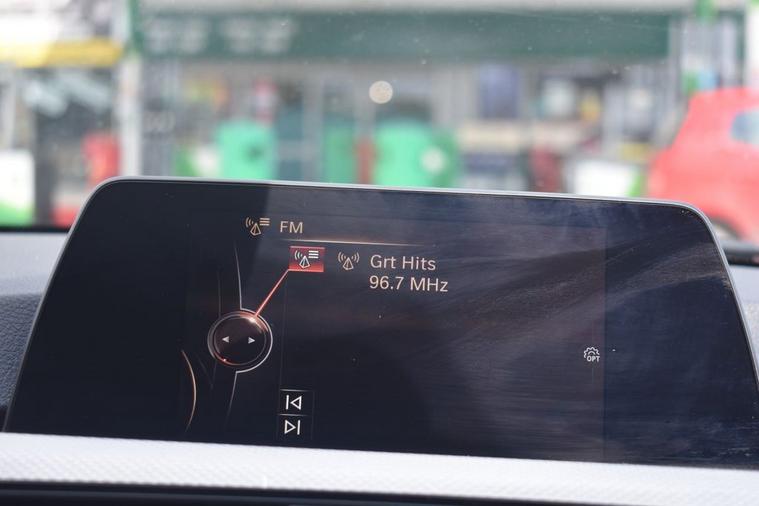 FM
Grt Hits
96.7 MHz
OPT